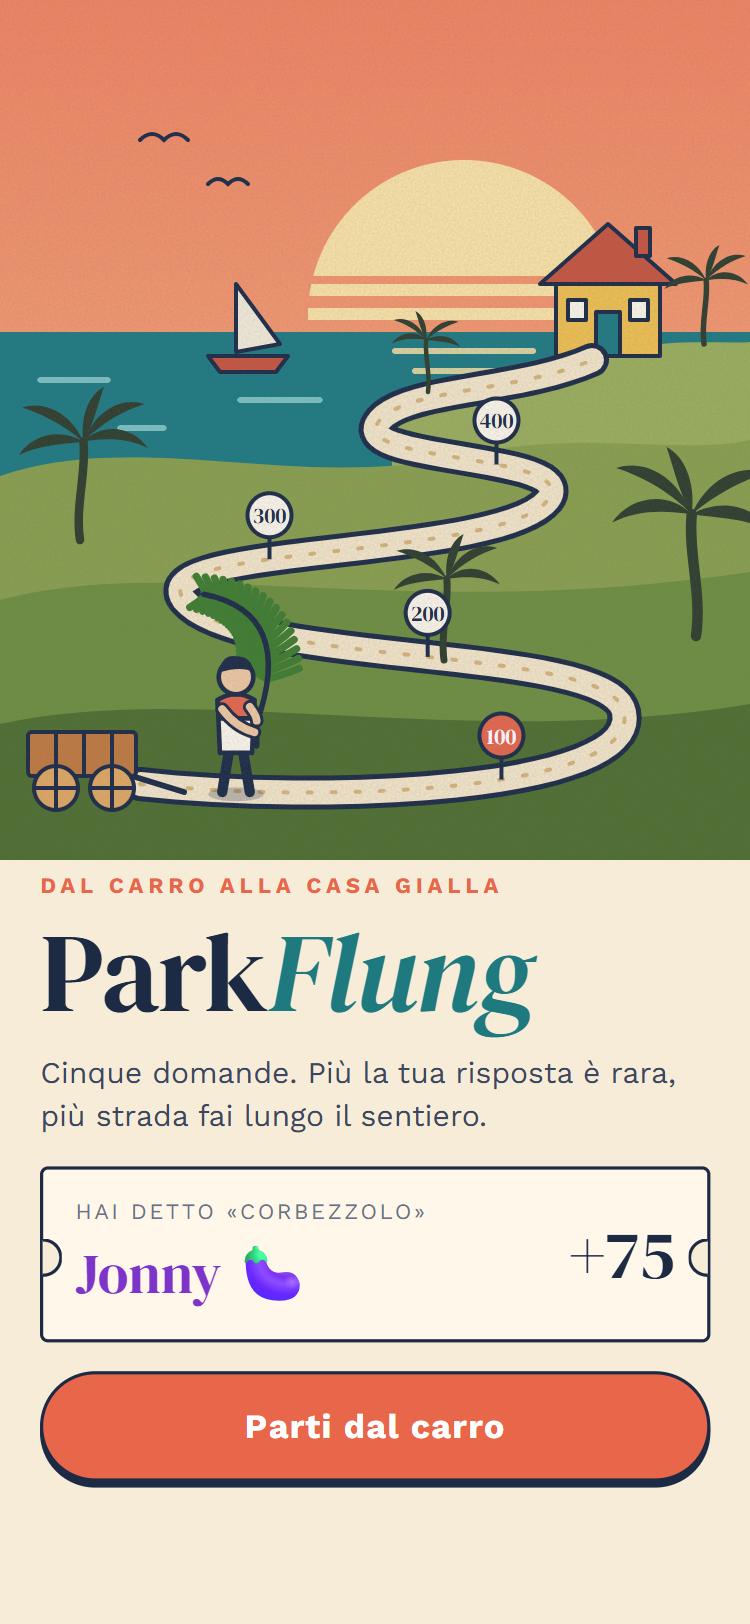 400
300
200
100
DAL CARRO ALLA CASA GIALLA
ParkFlung
Cinque domande. Più la tua risposta è rara,
più strada fai lungo il sentiero.
HAI DETTO «CORBEZZOLO»
Jonny
+75
Parti dal carro